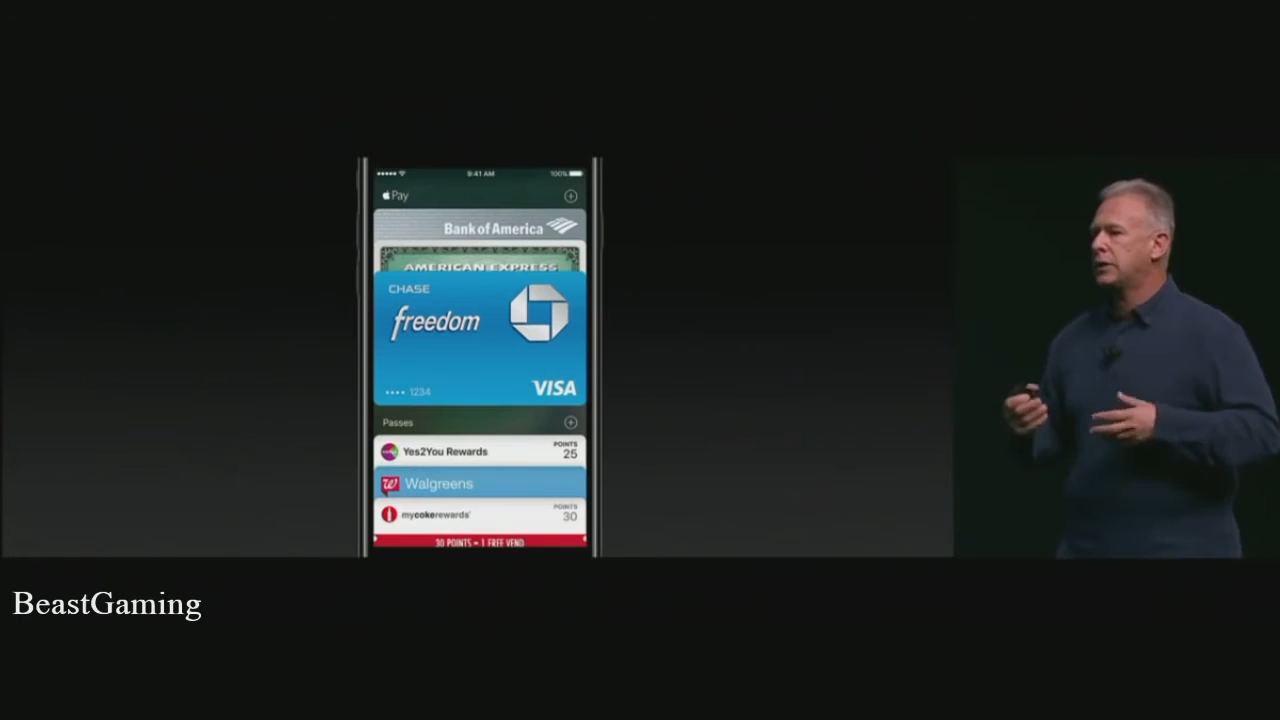 9:41 AM 100%
Pay
Bank of America
AMERICAN EXPRESS
CHASE
freedom
•••• 1234
VISA
Passes
Yes2You Rewards POINTS 25
Walgreens
mycokerewards POINTS 30
30 POINTS = 1 FREE VEND
BeastGaming